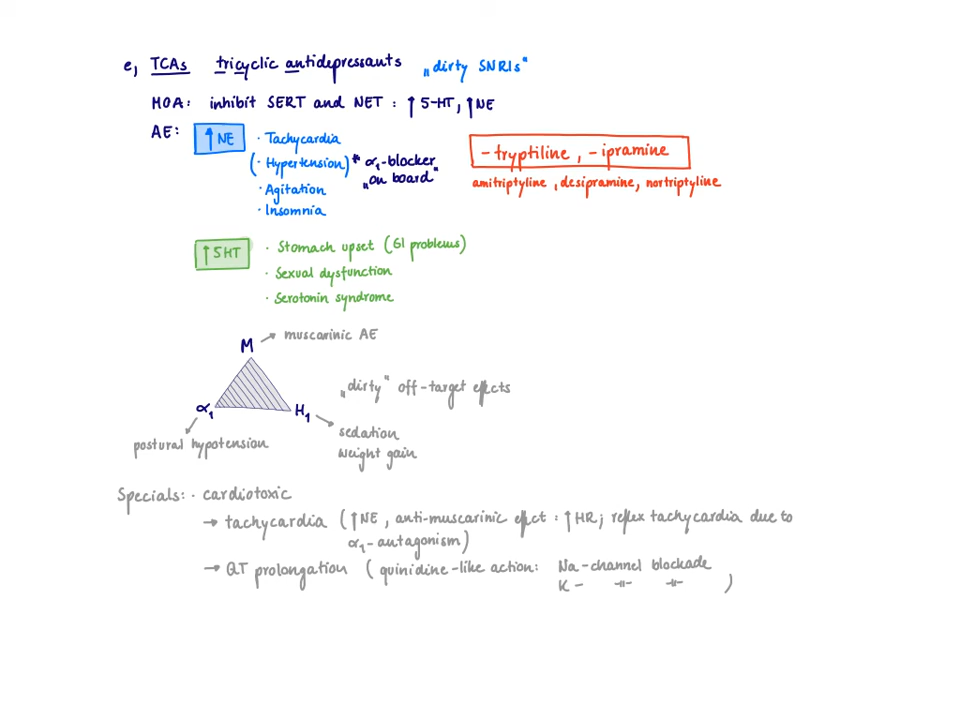 e, TCAs tricyclic antidepressants „dirty SNRIs"
MOA: inhibit SERT and NET : ↑ 5-HT, ↑ NE
AE: ↑ NE · Tachycardia
(· Hypertension) * α₁-blocker „on board"
· Agitation
· Insomnia
- tryptiline , - ipramine
amitriptyline , desipramine, nortriptyline
↑ 5HT · Stomach upset (GI problems)
· Sexual dysfunction
· Serotonin syndrome
M → muscarinic AE
„dirty" off-target effects
α₁ H₁
postural hypotension
sedation
weight gain
Specials: · cardiotoxic
→ tachycardia ( ↑ NE , anti-muscarinic effect : ↑ HR; reflex tachycardia due to
α₁-antagonism)
→ QT prolongation ( quinidine-like action: Na-channel blockade
K - -ıı- -ıı- )